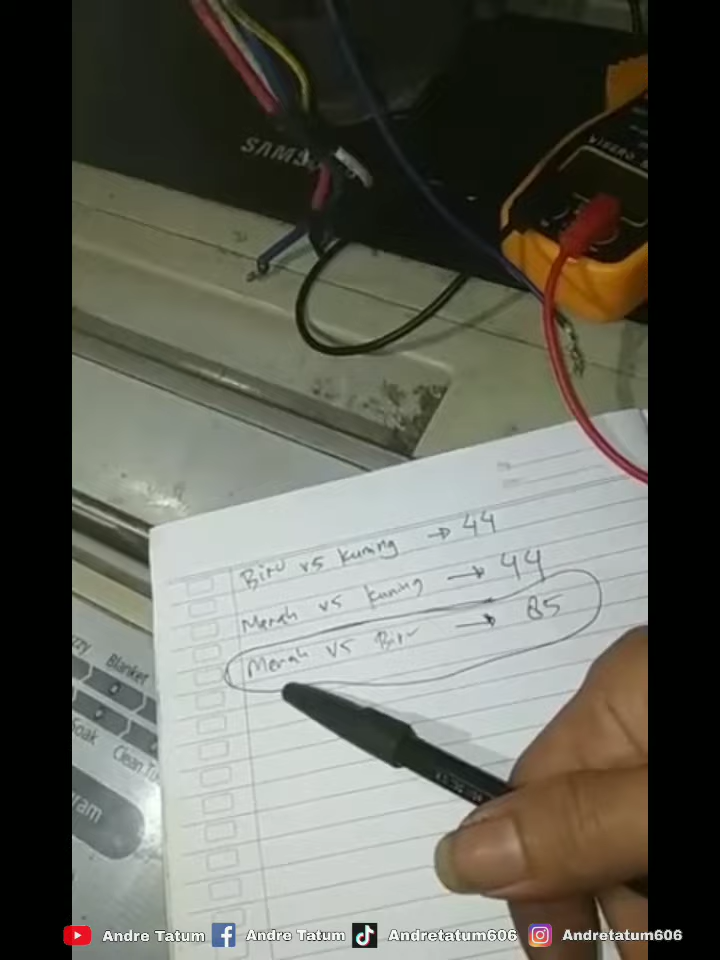 SAMSUNG
Biru vs Kuning → 44
Merah vs Kuning → 44
Merah vs Biru → 85
Blanket
Soak
Andre Tatum Andre Tatum Andretatum606 Andretatum606